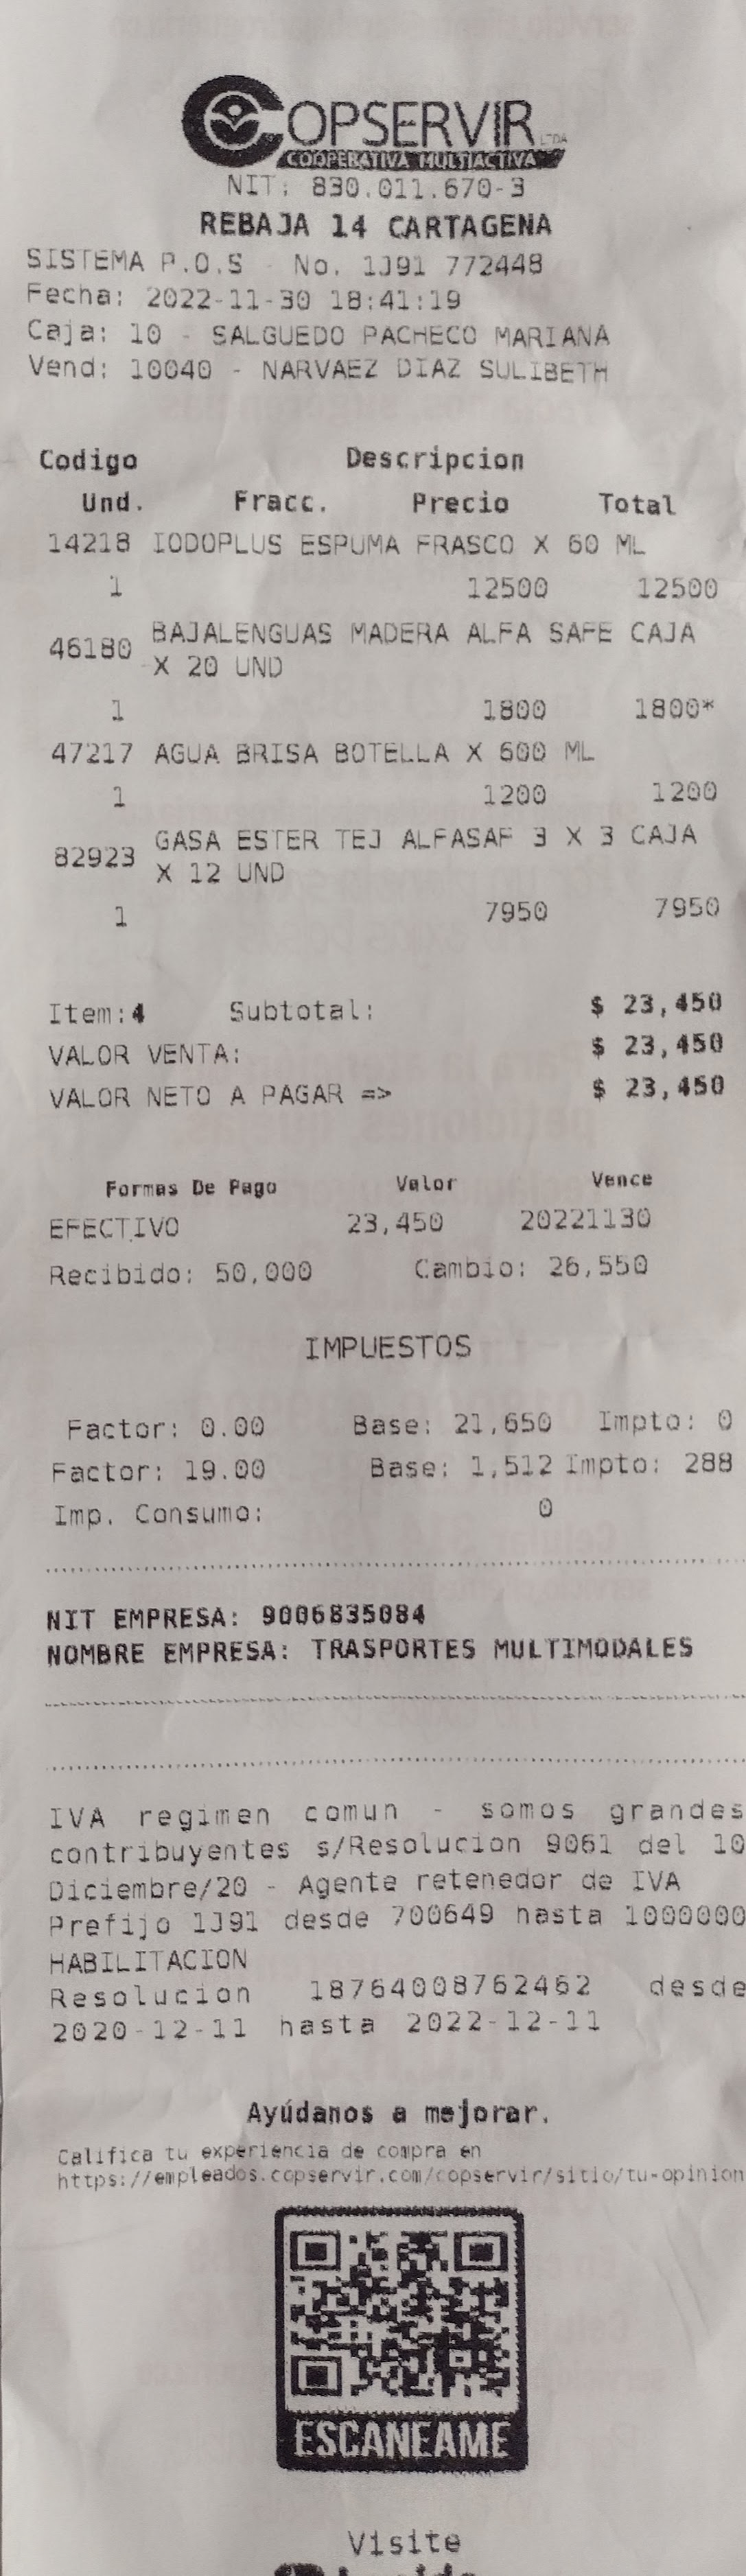 COPSERVIR LTDA
COOPERATIVA MULTIACTIVA
NIT: 830.011.670-3
REBAJA 14 CARTAGENA
SISTEMA P.O.S - No. 1J91 772448
Fecha: 2022-11-30 18:41:19
Caja: 10 - SALGUEDO PACHECO MARIANA
Vend: 10040 - NARVAEZ DIAZ SULIBETH
Codigo Descripcion
Und. Fracc. Precio Total
14218 IODOPLUS ESPUMA FRASCO X 60 ML
1 12500 12500
46180 BAJALENGUAS MADERA ALFA SAFE CAJA
X 20 UND
1 1800 1800*
47217 AGUA BRISA BOTELLA X 600 ML
1 1200 1200
82923 GASA ESTER TEJ ALFASAF 3 X 3 CAJA
X 12 UND
1 7950 7950
Item:4 Subtotal: $ 23,450
VALOR VENTA: $ 23,450
VALOR NETO A PAGAR => $ 23,450
Formas De Pago Valor Vence
EFECTIVO 23,450 20221130
Recibido: 50,000 Cambio: 26,550
IMPUESTOS
Factor: 0.00 Base: 21,650 Impto: 0
Factor: 19.00 Base: 1,512 Impto: 288
Imp. Consumo: 0
NIT EMPRESA: 9006835084
NOMBRE EMPRESA: TRASPORTES MULTIMODALES
IVA regimen comun - somos grandes
contribuyentes s/Resolucion 9061 del 10
Diciembre/20 - Agente retenedor de IVA
Prefijo 1J91 desde 700649 hasta 1000000
HABILITACION
Resolucion 18764008762462 desde
2020-12-11 hasta 2022-12-11
Ayúdanos a mejorar.
Califica tu experiencia de compra en
https://empleados.copservir.com/copservir/sitio/tu-opinion
ESCANEAME
Visite